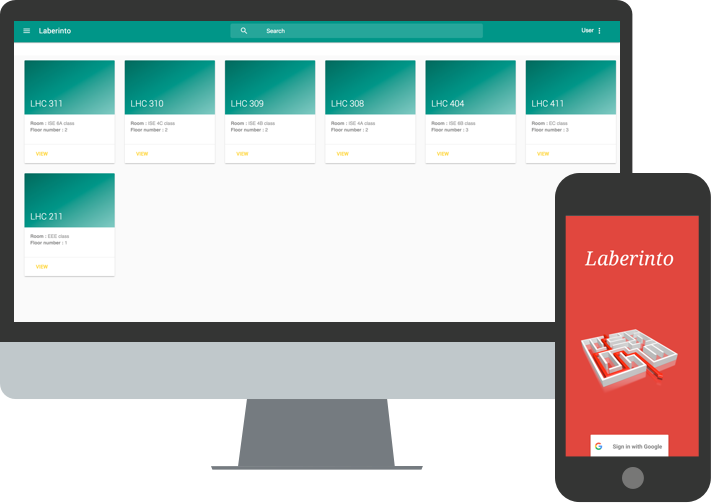 Laberinto
Search
User
LHC 311
Room : ISE 6A class
Floor number : 2
VIEW
LHC 310
Room : ISE 4C class
Floor number : 2
VIEW
LHC 309
Room : ISE 4B class
Floor number : 2
VIEW
LHC 308
Room : ISE 4A class
Floor number : 2
VIEW
LHC 404
Room : ISE 6B class
Floor number : 3
VIEW
LHC 411
Room : EC class
Floor number : 3
VIEW
LHC 211
Room : EEE class
Floor number : 1
VIEW
Laberinto
Sign in with Google